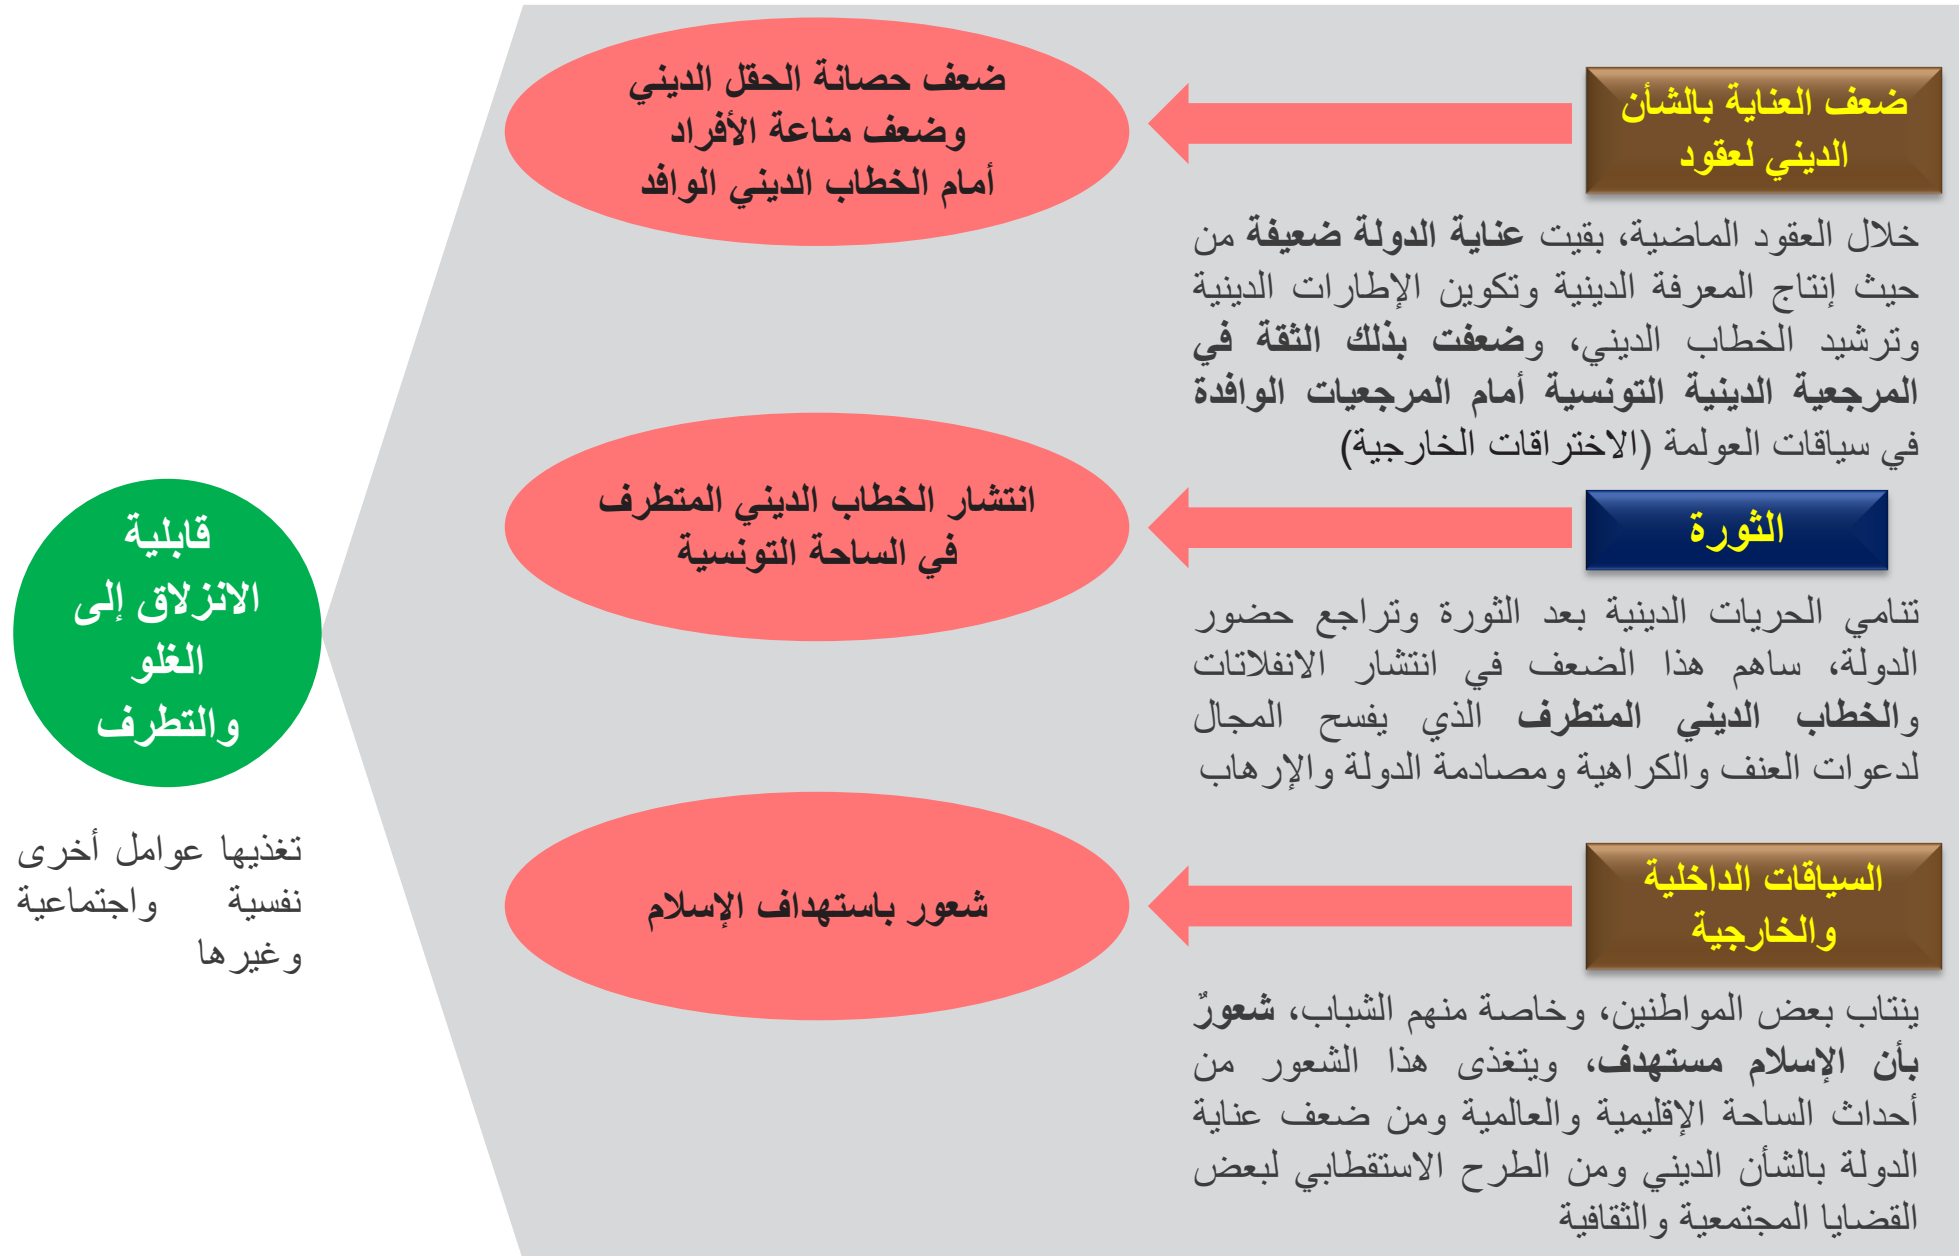 ضعف العناية بالشأن
الديني لعقود
ضعف حصانة الحقل الديني
وضعف مناعة الأفراد
أمام الخطاب الديني الوافد
خلال العقود الماضية، بقيت عناية الدولة ضعيفة من
حيث إنتاج المعرفة الدينية وتكوين الإطارات الدينية
وترشيد الخطاب الديني، وضعفت بذلك الثقة في
المرجعية الدينية التونسية أمام المرجعيات الوافدة
في سياقات العولمة (الاختراقات الخارجية)
الثورة
انتشار الخطاب الديني المتطرف
في الساحة التونسية
تنامي الحريات الدينية بعد الثورة وتراجع حضور
الدولة، ساهم هذا الضعف في انتشار الانفلاتات
والخطاب الديني المتطرف الذي يفسح المجال
لدعوات العنف والكراهية ومصادمة الدولة والإرهاب
السياقات الداخلية
والخارجية
شعور باستهداف الإسلام
ينتاب بعض المواطنين، وخاصة منهم الشباب، شعورٌ
بأن الإسلام مستهدف، ويتغذى هذا الشعور من
أحداث الساحة الإقليمية والعالمية ومن ضعف عناية
الدولة بالشأن الديني ومن الطرح الاستقطابي لبعض
القضايا المجتمعية والثقافية
قابلية
الانزلاق إلى
الغلو
والتطرف
تغذيها عوامل أخرى
نفسية واجتماعية
وغيرها